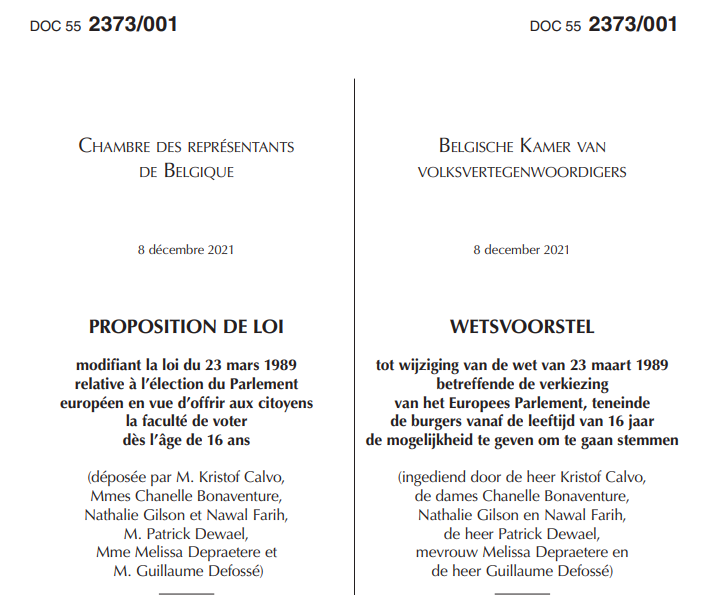 DOC 55 2373/001
DOC 55 2373/001
Chambre des représentants
de Belgique
8 décembre 2021
PROPOSITION DE LOI
modifiant la loi du 23 mars 1989
relative à l’élection du Parlement
européen en vue d’offrir aux citoyens
la faculté de voter
dès l’âge de 16 ans
(déposée par M. Kristof Calvo,
Mmes Chanelle Bonaventure,
Nathalie Gilson et Nawal Farih,
M. Patrick Dewael,
Mme Melissa Depraetere et
M. Guillaume Defossé)
Belgische Kamer van
volksvertegenwoordigers
8 december 2021
WETSVOORSTEL
tot wijziging van de wet van 23 maart 1989
betreffende de verkiezing
van het Europees Parlement, teneinde
de burgers vanaf de leeftijd van 16 jaar
de mogelijkheid te geven om te gaan stemmen
(ingediend door de heer Kristof Calvo,
de dames Chanelle Bonaventure,
Nathalie Gilson en Nawal Farih,
de heer Patrick Dewael,
mevrouw Melissa Depraetere en
de heer Guillaume Defossé)